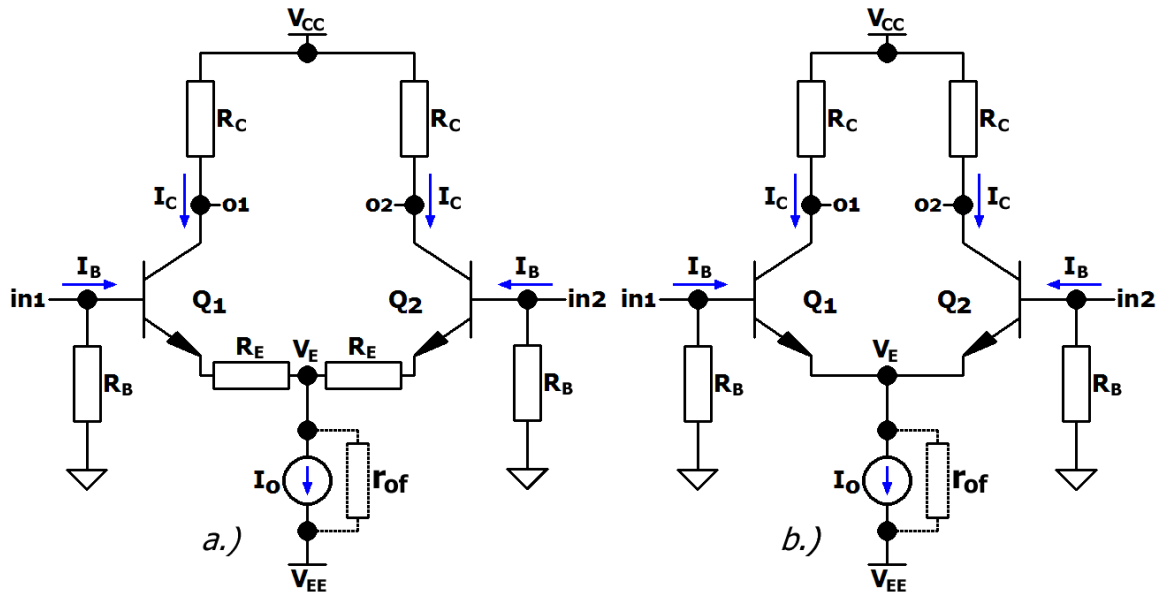 VCC VCC
RC RC RC RC
IC o1 o2 IC IC o1 o2 IC
IB IB IB IB
in1 Q1 Q2 in2 in1 Q1 Q2 in2
RE VE RE VE
RB RB RB RB
Io rof Io rof
a.) b.)
VEE VEE